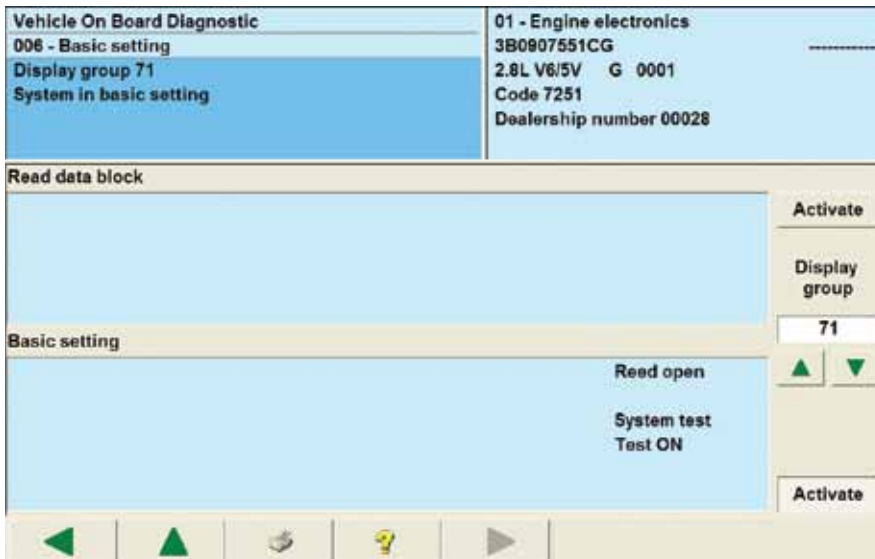 Vehicle On Board Diagnostic
006 - Basic setting
Display group 71
System in basic setting
01 - Engine electronics
3B0907551CG -----------
2.8L V6/5V G 0001
Code 7251
Dealership number 00028
Read data block
Activate
Display
group
71
Basic setting
Reed open
System test
Test ON
Activate